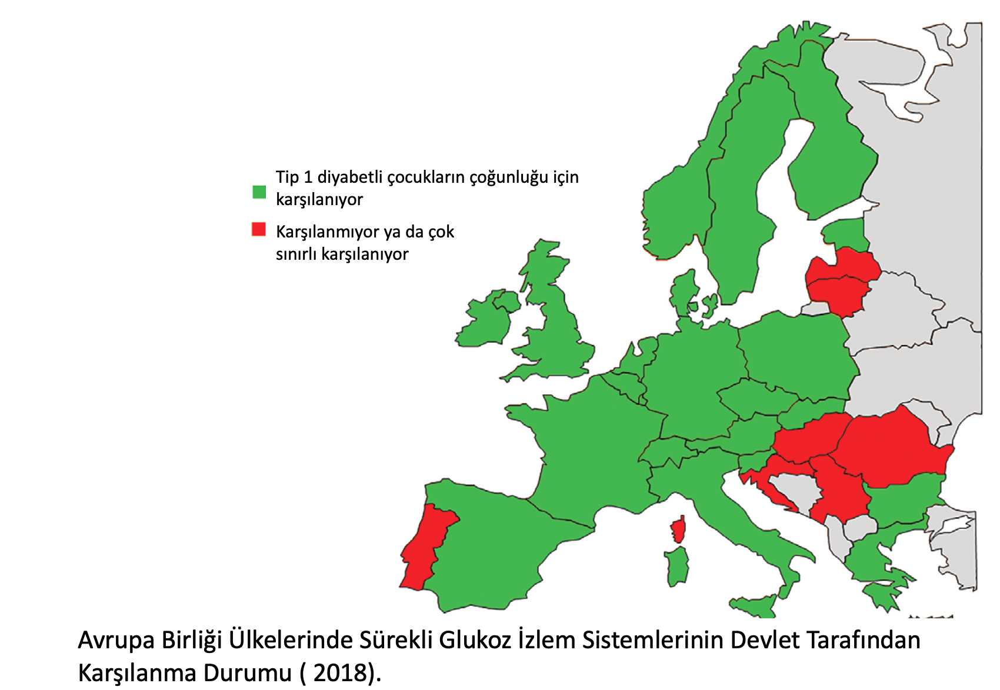 Tip 1 diyabetli çocukların çoğunluğu için
karşılanıyor
Karşılanmıyor ya da çok
sınırlı karşılanıyor
Avrupa Birliği Ülkelerinde Sürekli Glukoz İzlem Sistemlerinin Devlet Tarafından
Karşılanma Durumu ( 2018).